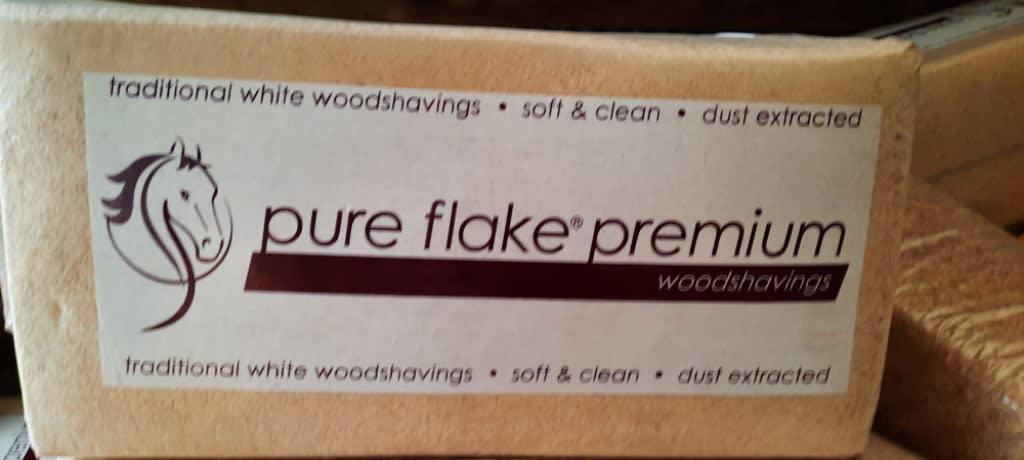 traditional white woodshavings • soft & clean • dust extracted
pure flake® premium
woodshavings
traditional white woodshavings • soft & clean • dust extracted